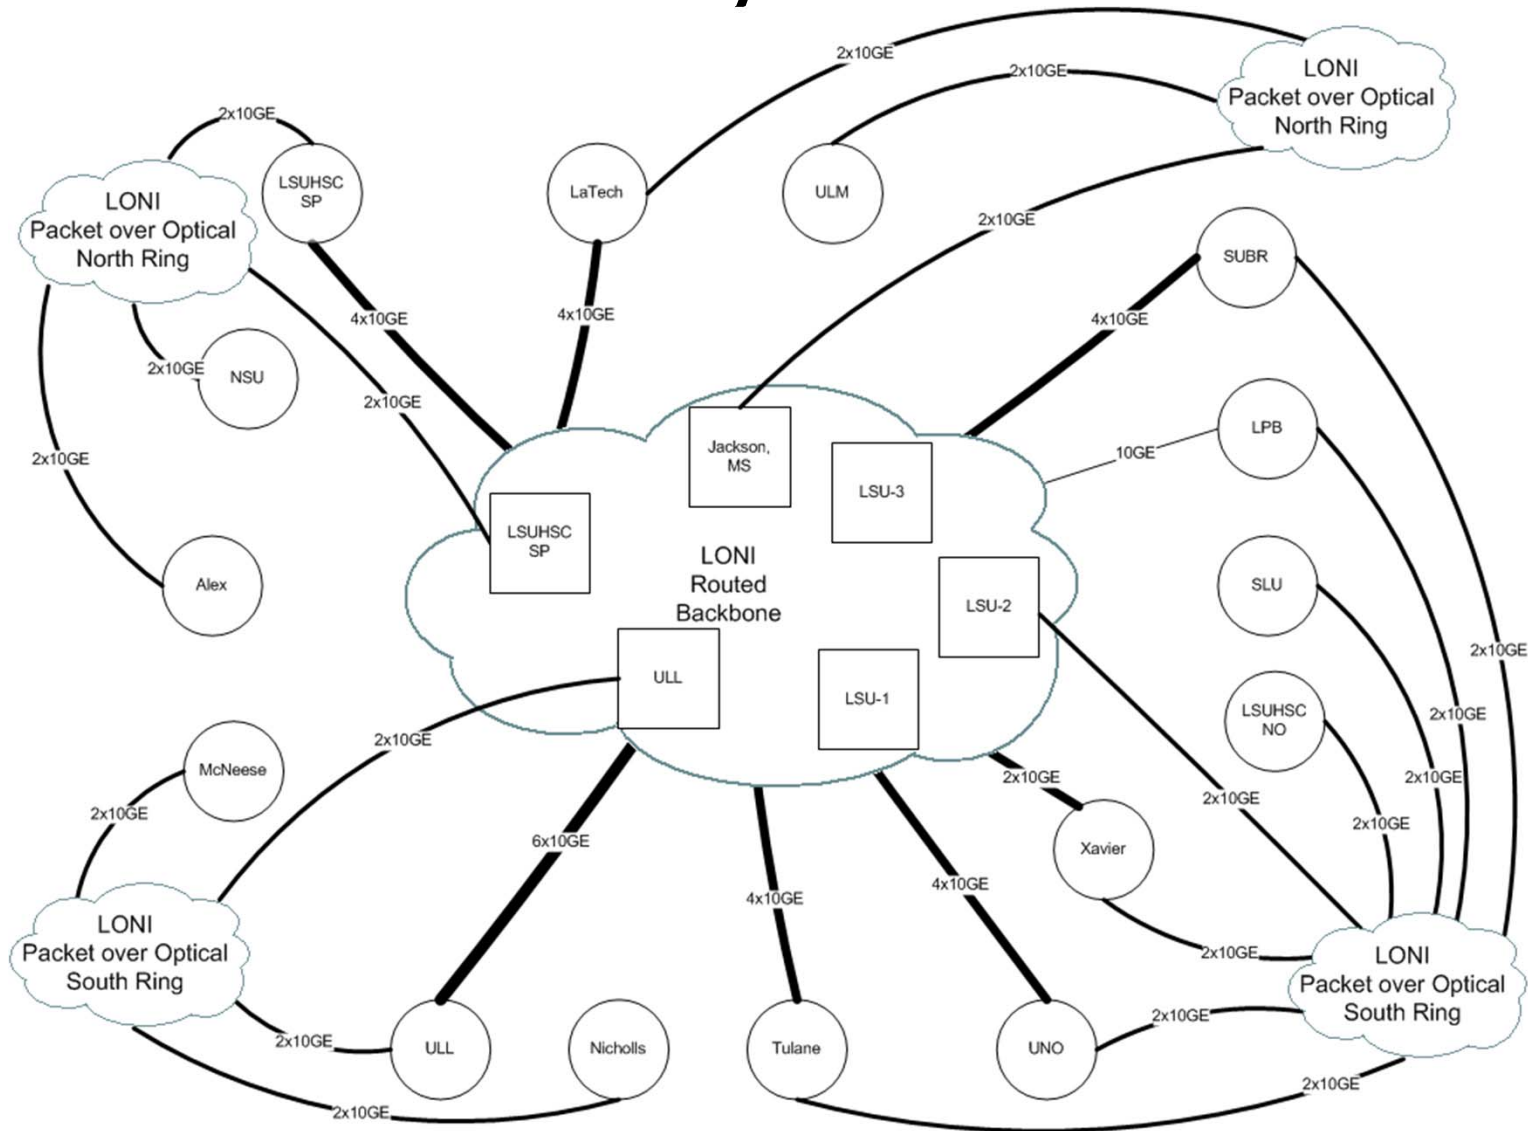 2x10GE
2x10GE
LONI
Packet over Optical
North Ring
2x10GE
LSUHSC
SP
LaTech
ULM
LONI
Packet over Optical
North Ring
2x10GE
SUBR
4x10GE
4x10GE
4x10GE
2x10GE
NSU
2x10GE
LPB
10GE
2x10GE
Jackson,
MS
LSU-3
LSUHSC
SP
LONI
Routed
Backbone
Alex
LSU-2
SLU
2x10GE
ULL
LSU-1
LSUHSC
NO
2x10GE
2x10GE
McNeese
2x10GE
2x10GE
2x10GE
2x10GE
2x10GE
6x10GE
Xavier
4x10GE
4x10GE
LONI
Packet over Optical
South Ring
2x10GE
LONI
Packet over Optical
South Ring
2x10GE
2x10GE
ULL
Nicholls
Tulane
UNO
2x10GE
2x10GE